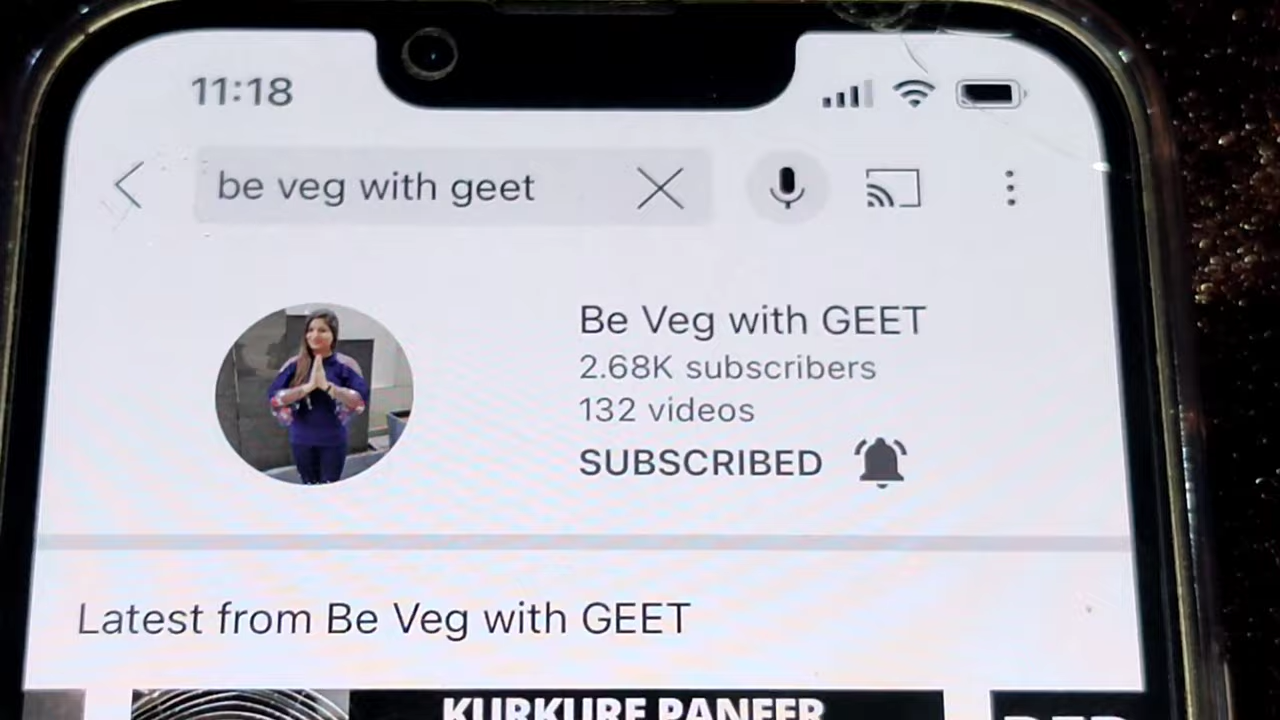 11:18
be veg with geet
Be Veg with GEET
2.68K subscribers
132 videos
SUBSCRIBED
Latest from Be Veg with GEET
KURKURE PANEER